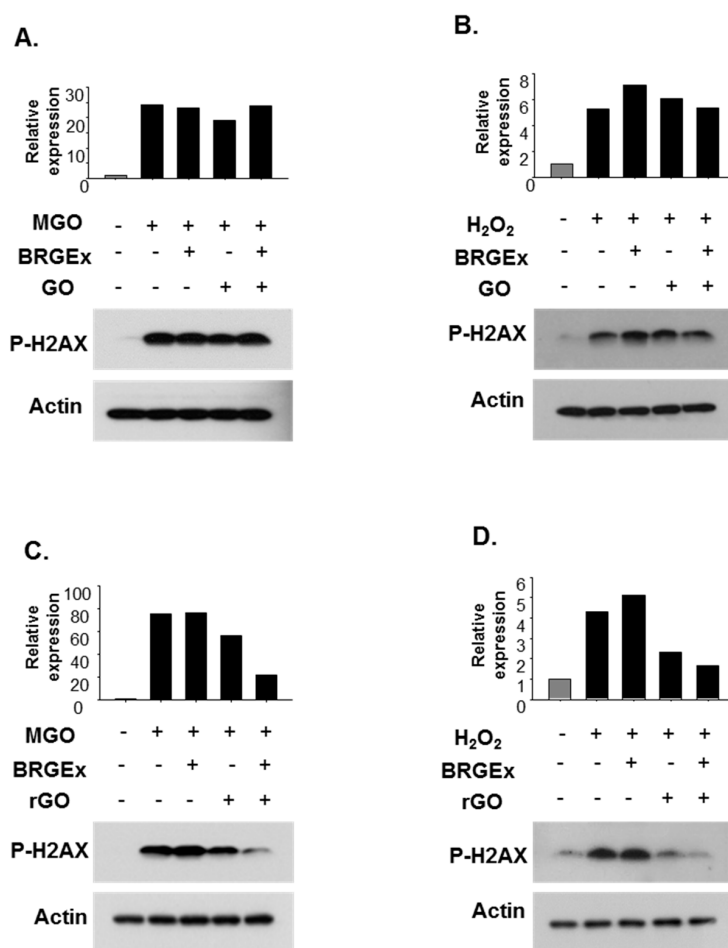 A.
Relative expression
30
20
10
0
MGO - + + + +
BRGEx - - + - +
GO - - - + +
P-H2AX
Actin
B.
Relative expression
8
6
4
2
0
H₂O₂ - + + + +
BRGEx - - + - +
GO - - - + +
P-H2AX
Actin
C.
Relative expression
100
80
60
40
20
0
MGO - + + + +
BRGEx - - + - +
rGO - - - + +
P-H2AX
Actin
D.
Relative expression
6
5
4
3
2
1
0
H₂O₂ - + + + +
BRGEx - - + - +
rGO - - - + +
P-H2AX
Actin